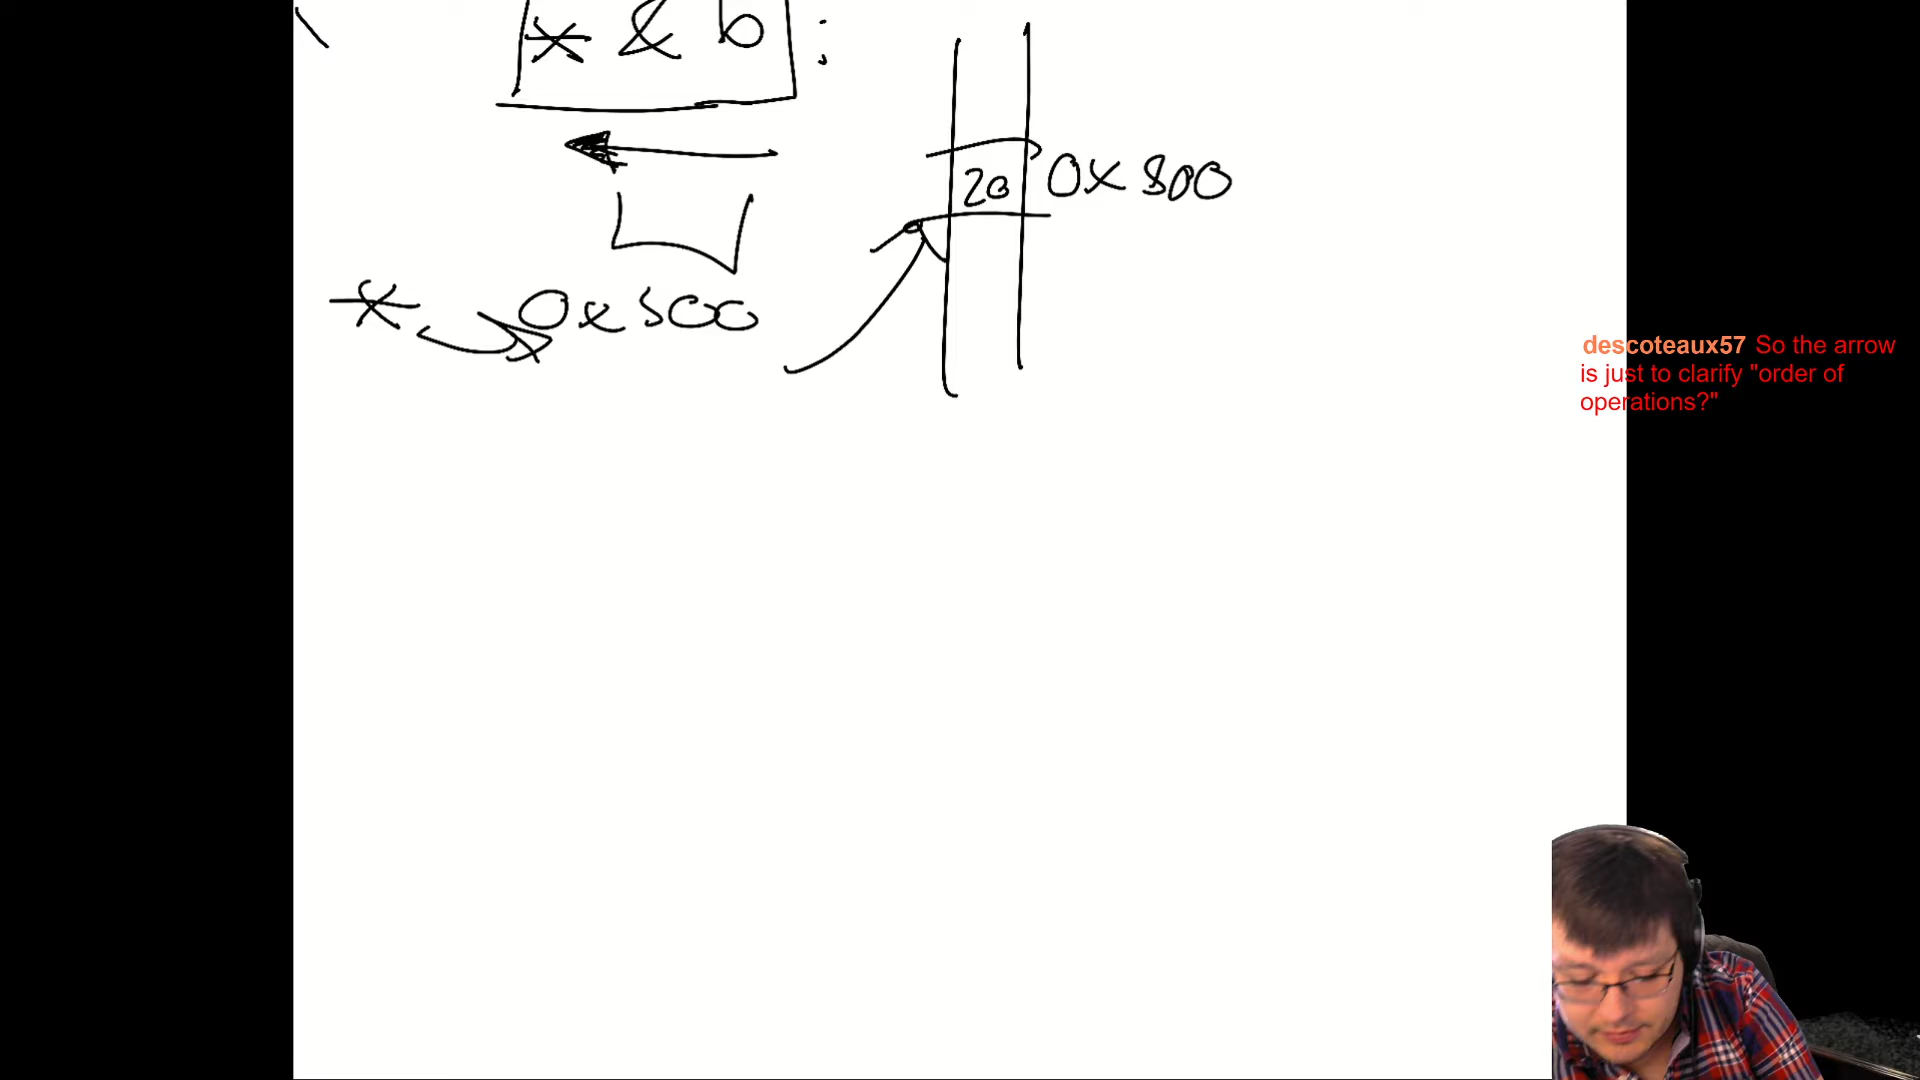 * & b :
20 0x800
* 0x800
descoteaux57 So the arrow
is just to clarify "order of
operations?"